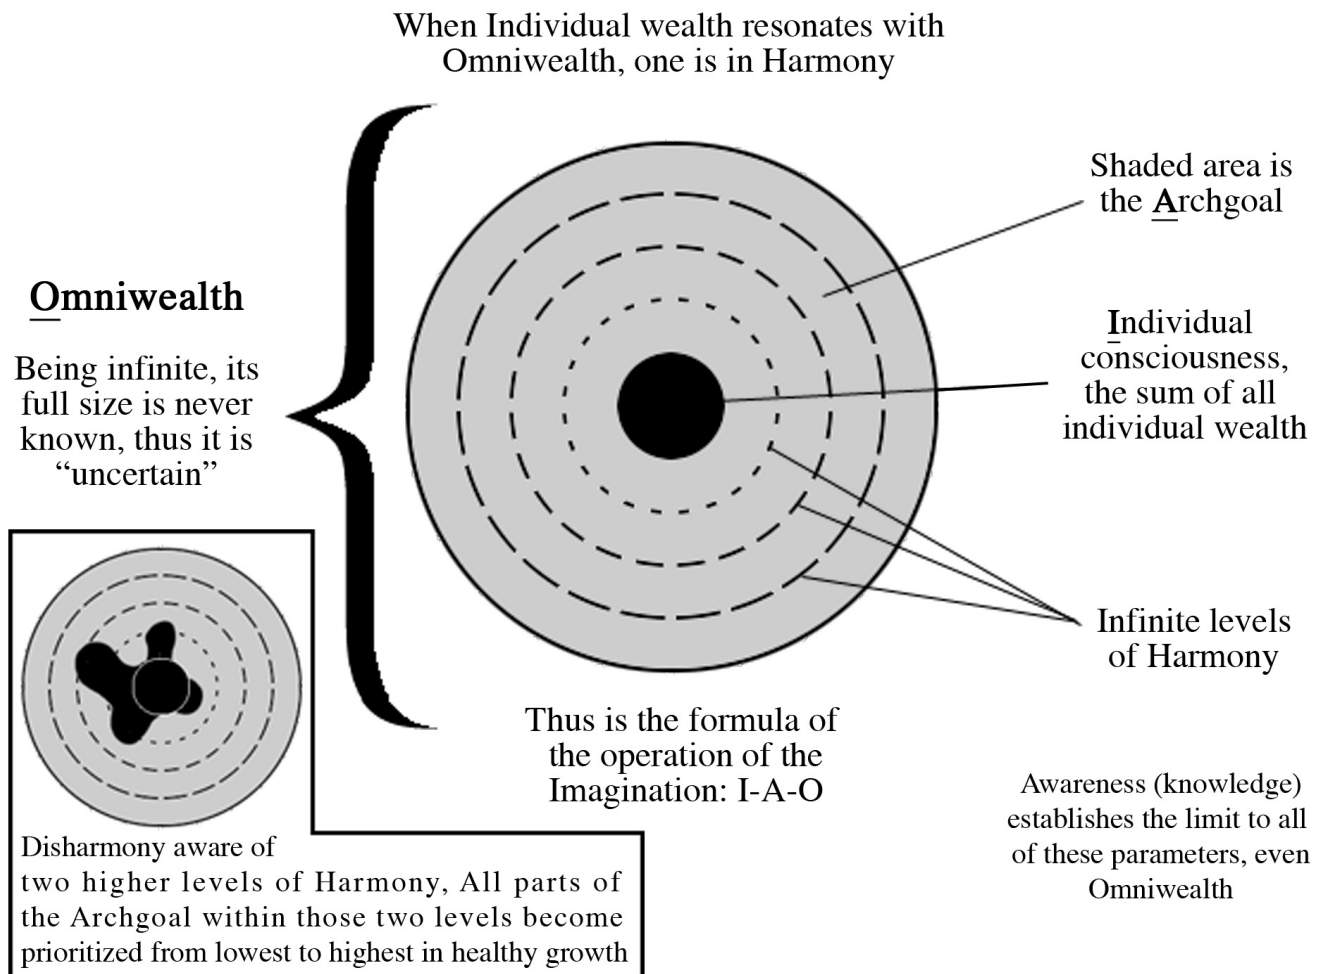 When Individual wealth resonates with
Omniwealth, one is in Harmony
Shaded area is
the Archgoal
Omniwealth
Being infinite, its
full size is never
known, thus it is
“uncertain”
Individual
consciousness,
the sum of all
individual wealth
Infinite levels
of Harmony
Thus is the formula of
the operation of the
Imagination: I-A-O
Awareness (knowledge)
establishes the limit to all
of these parameters, even
Omniwealth
Disharmony aware of
two higher levels of Harmony, All parts of
the Archgoal within those two levels become
prioritized from lowest to highest in healthy growth